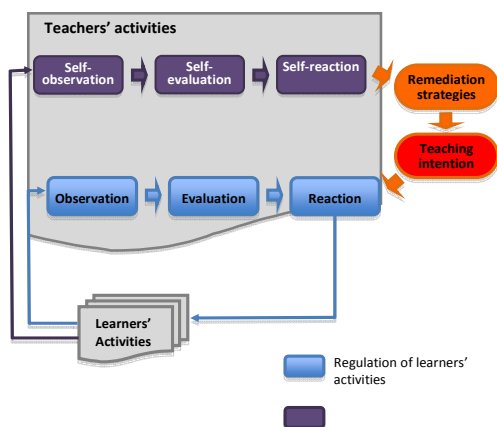 Teachers' activities
Self-
observation
Self-
evaluation
Self-reaction
Remediation
strategies
Teaching
intention
Observation
Evaluation
Reaction
Learners'
Activities
Regulation of learners'
activities